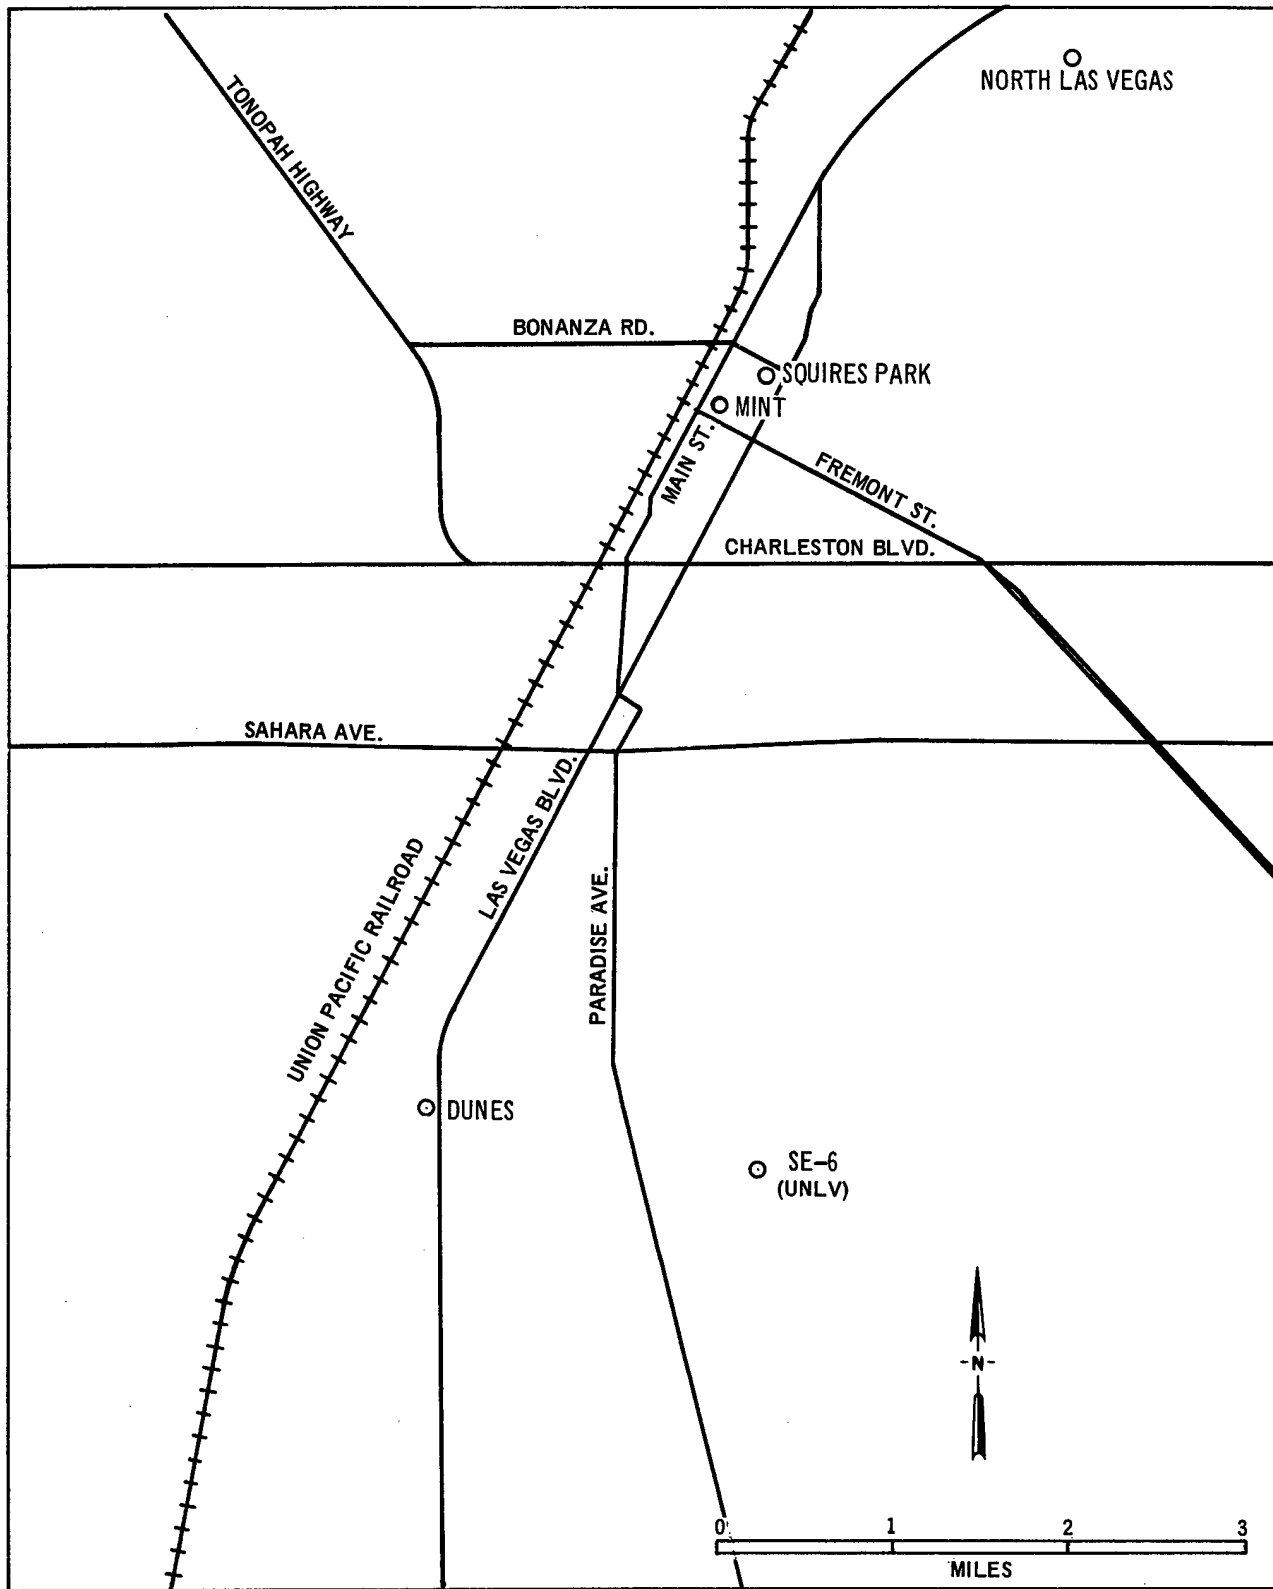 NORTH LAS VEGAS
TONOPAH HIGHWAY
BONANZA RD.
SQUIRES PARK
MINT
MAIN ST.
FREMONT ST.
CHARLESTON BLVD.
SAHARA AVE.
LAS VEGAS BLVD.
UNION PACIFIC RAILROAD
PARADISE AVE.
DUNES
SE-6
(UNLV)
-N-
0 1 2 3
MILES